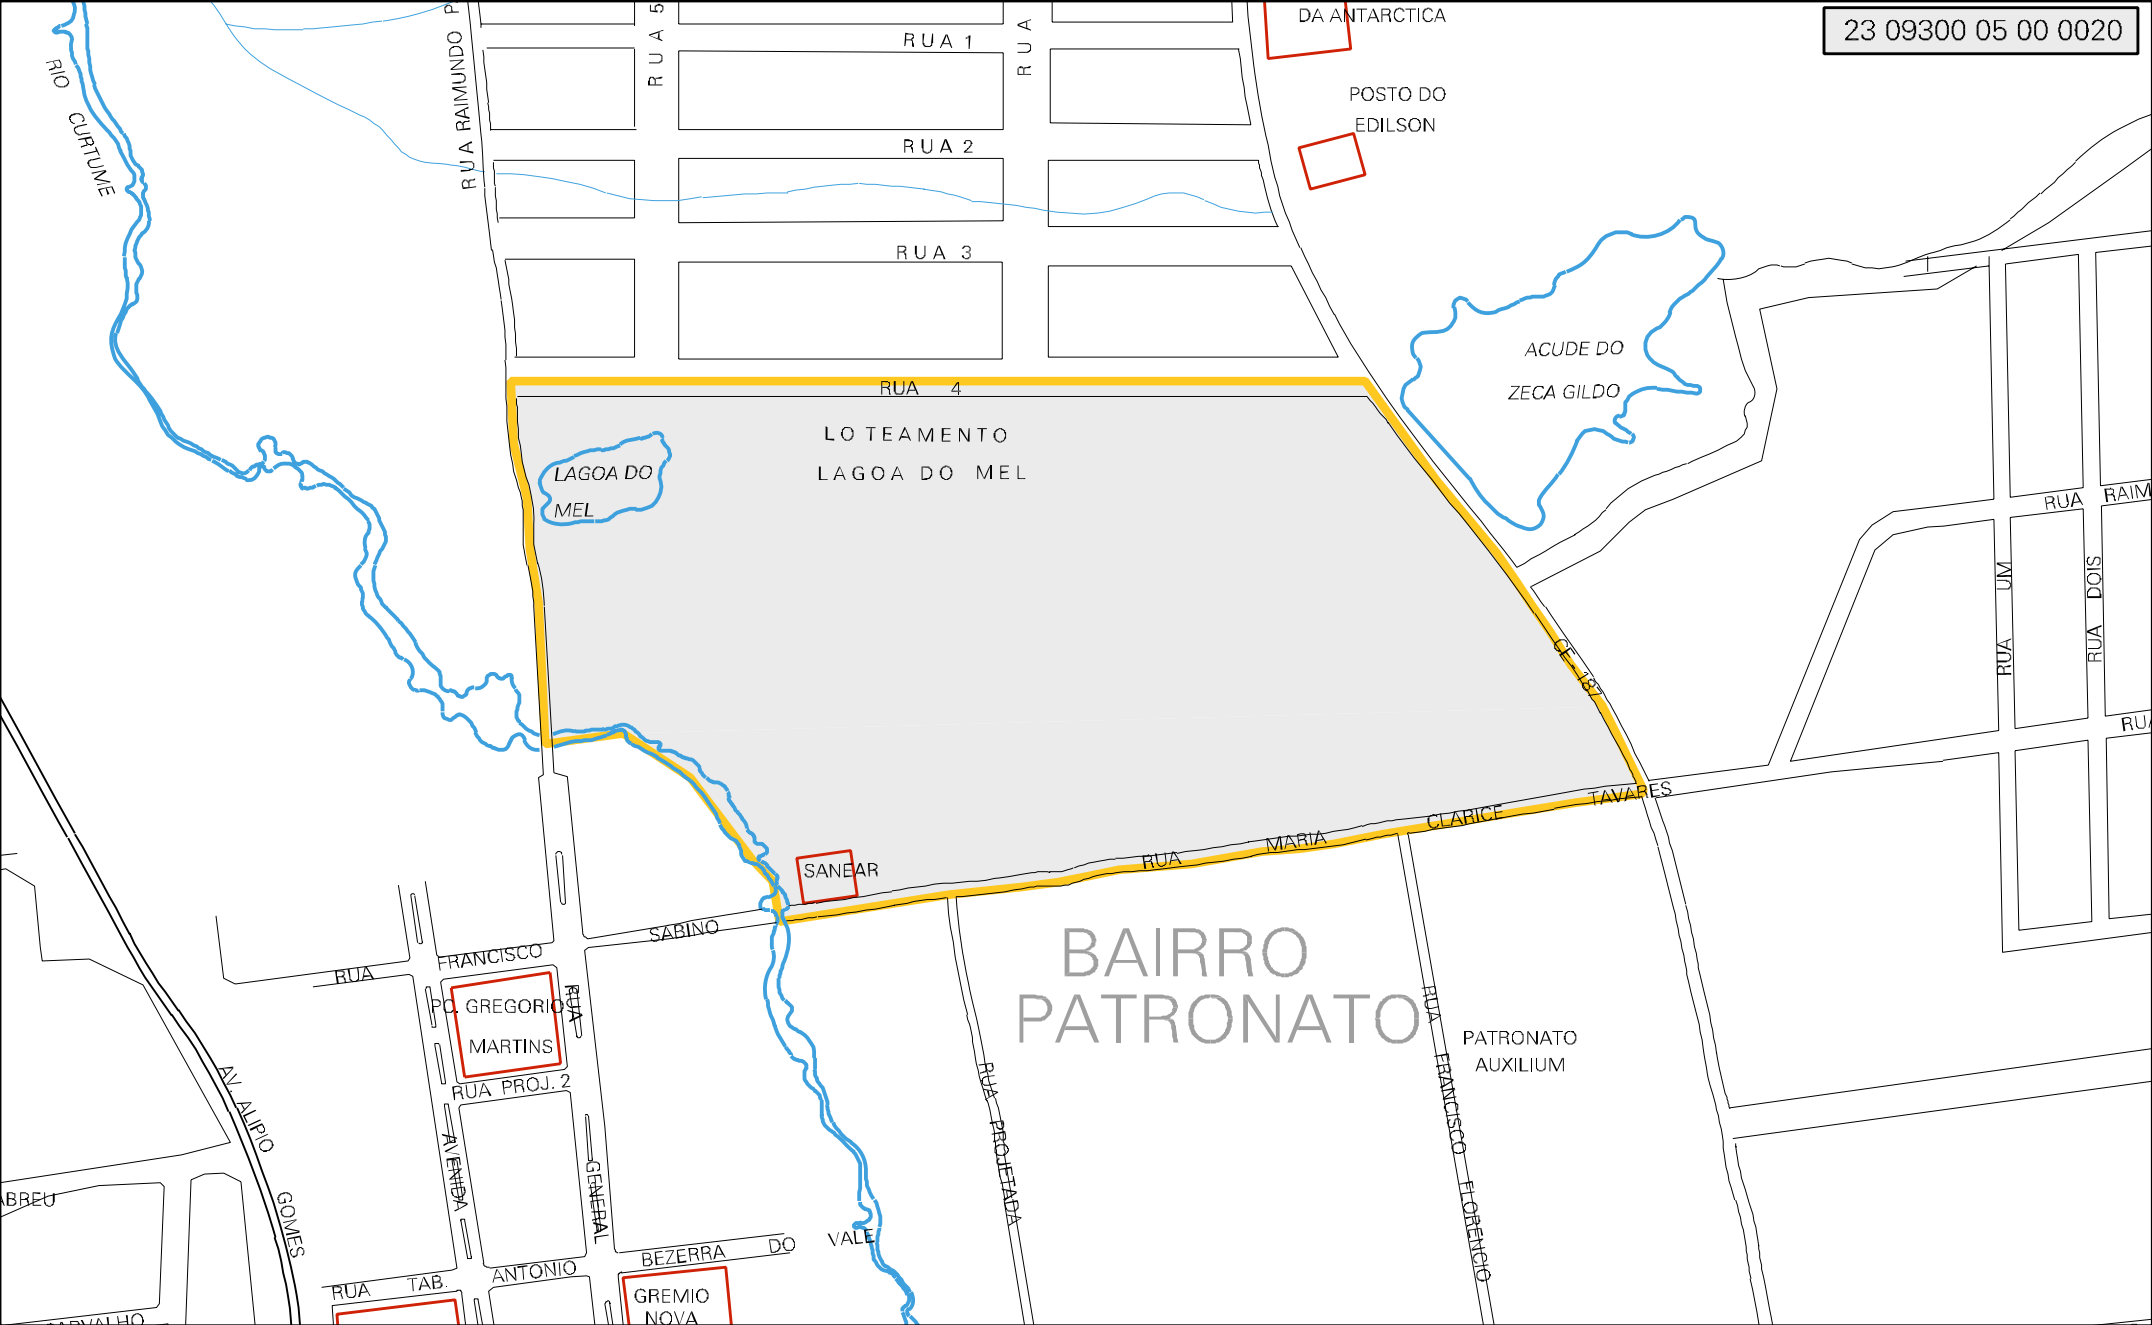 DA ANTARCTICA
23 09300 05 00 0020
RIO CURTUME
RUA RAIMUNDO
RUA 5
RUA 1
RUA
POSTO DO
EDILSON
RUA 2
RUA 3
ACUDE DO
ZECA GILDO
RUA 4
LOTEAMENTO
LAGOA DO MEL
LAGOA DO
MEL
RUA RAIM
RUA UM
RUA DOIS
CE-187
RUA
SANEAR
RUA MARIA CLARICE TAVARES
RUA FRANCISCO SABINO
BAIRRO
PATRONATO
PQ. GREGORIO
MARTINS
RUA PROJ. 2
RUA GENERAL
AVENIDA
AV. ALIPIO GOMES
RUA PROJETADA
RUA FRANCISCO FLORENCIO
PATRONATO
AUXILIUM
ABREU
RUA TAB. ANTONIO BEZERRA DO VALE
GREMIO
NOVA
CARVALHO